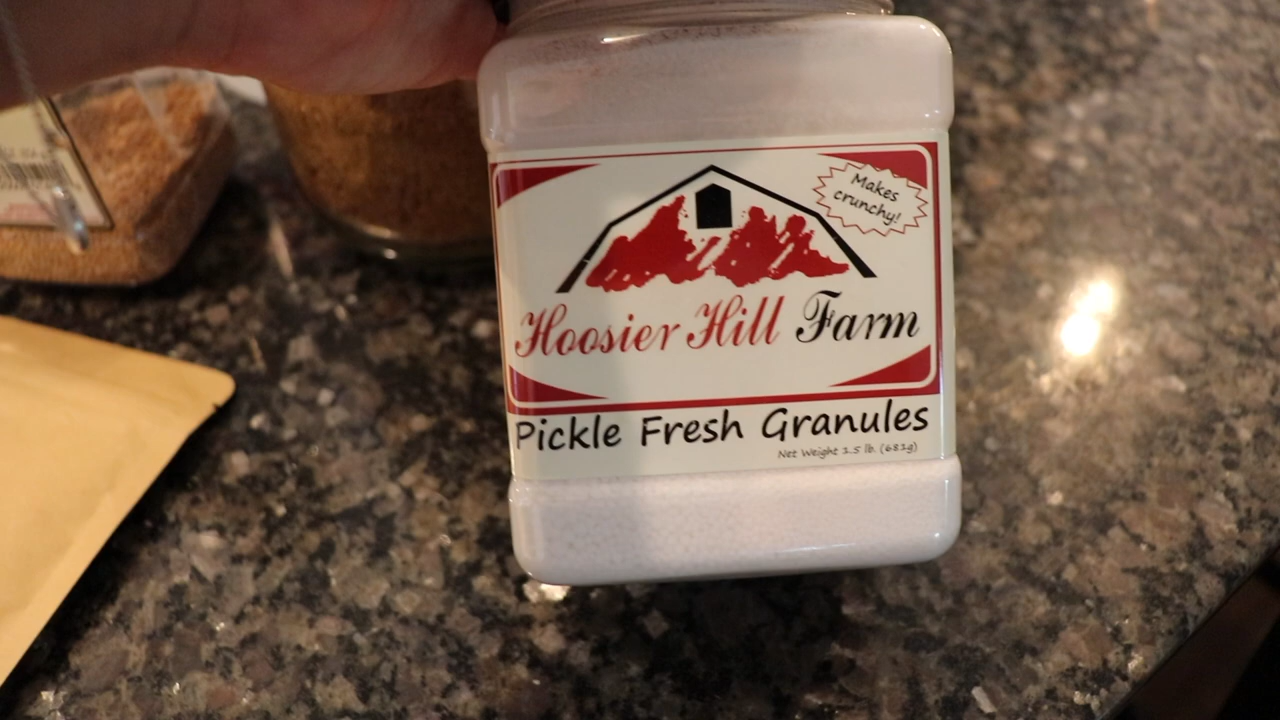 Makes
crunchy!
Hoosier Hill Farm
Pickle Fresh Granules
Net Weight 1.5 lb. (681g)